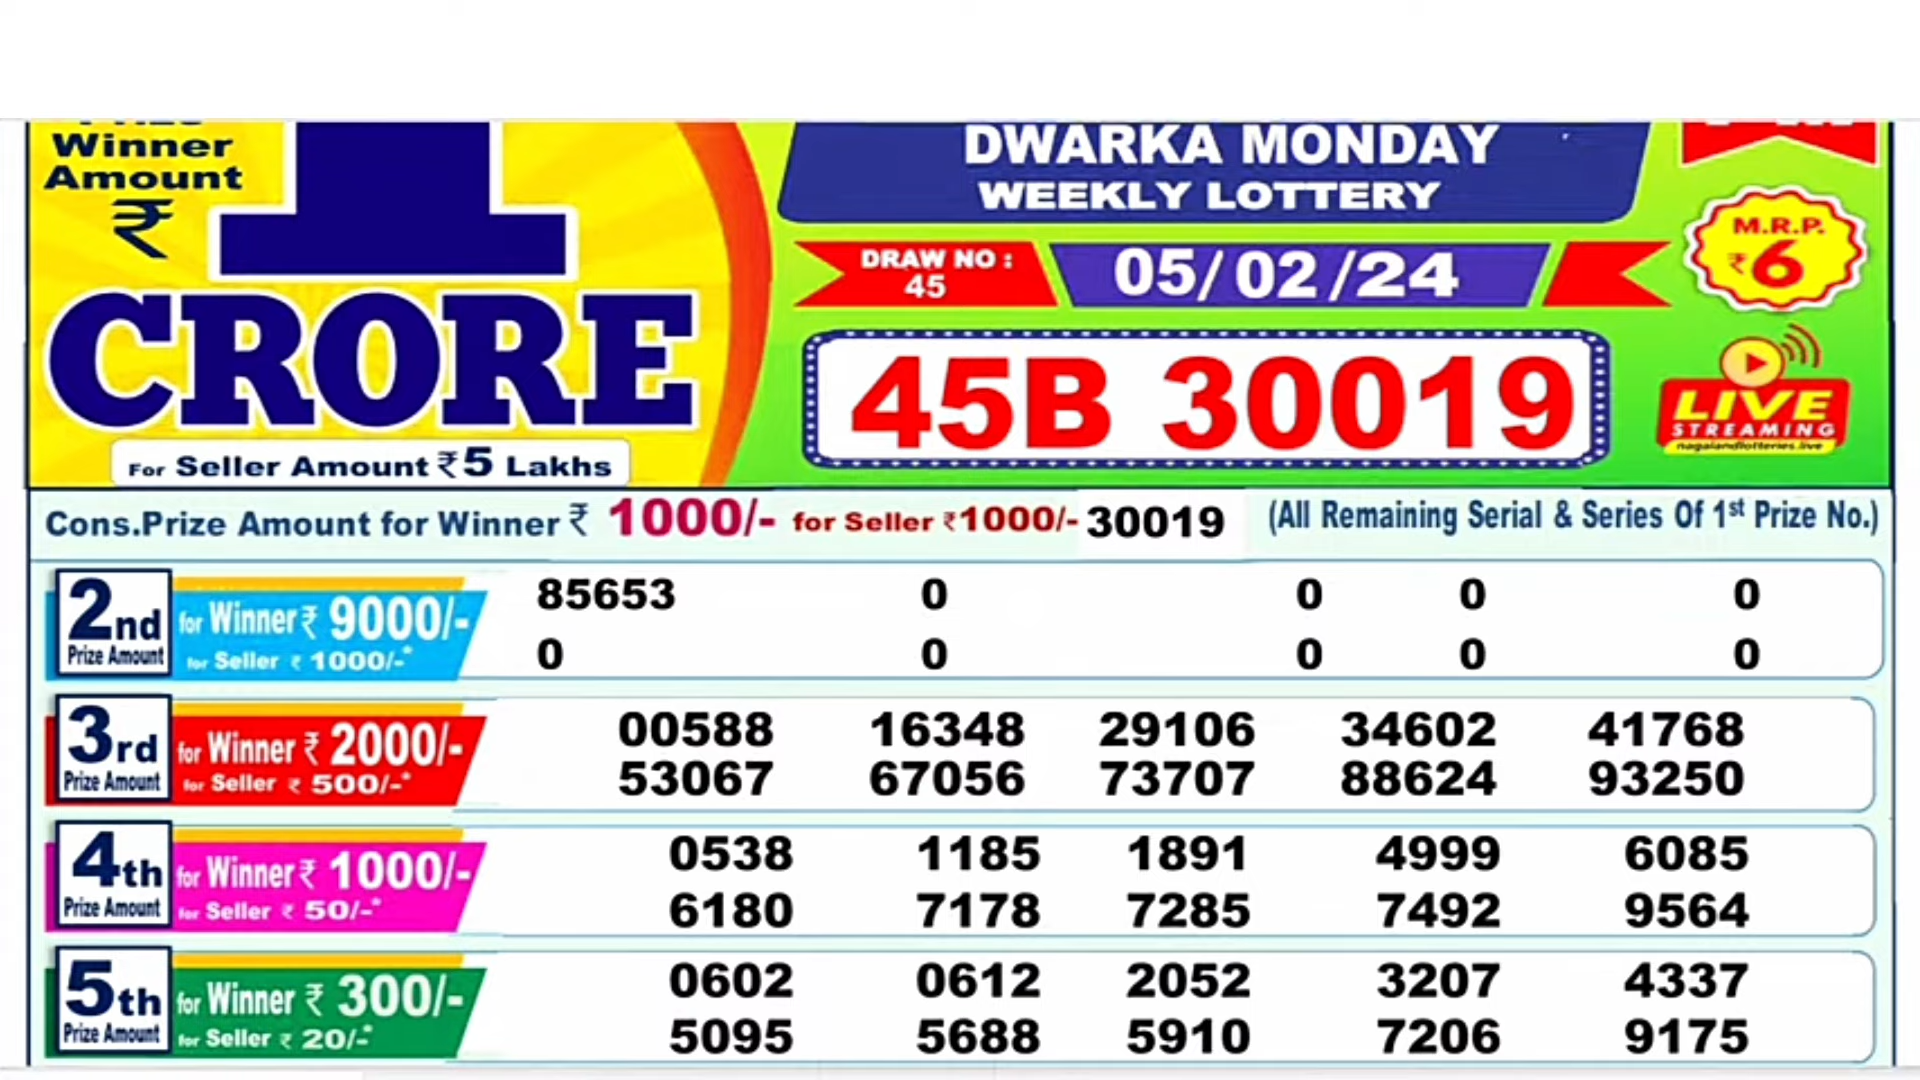 Winner
Amount
₹
1
CRORE
For Seller Amount ₹5 Lakhs
DWARKA MONDAY
WEEKLY LOTTERY
DRAW NO :
45
05/02/24
M.R.P.
₹6
45B 30019
LIVE
STREAMING
nagalandlotteries.live
Cons.Prize Amount for Winner ₹ 1000/- for Seller ₹1000/- 30019 (All Remaining Serial & Series Of 1st Prize No.)
2nd
Prize Amount
for Winner ₹ 9000/-
for Seller ₹ 1000/-*
85653 0 0 0 0
0 0 0 0 0
3rd
Prize Amount
for Winner ₹ 2000/-
for Seller ₹ 500/-*
00588 16348 29106 34602 41768
53067 67056 73707 88624 93250
4th
Prize Amount
for Winner ₹ 1000/-
for Seller ₹ 50/-*
0538 1185 1891 4999 6085
6180 7178 7285 7492 9564
5th
Prize Amount
for Winner ₹ 300/-
for Seller ₹ 20/-*
0602 0612 2052 3207 4337
5095 5688 5910 7206 9175